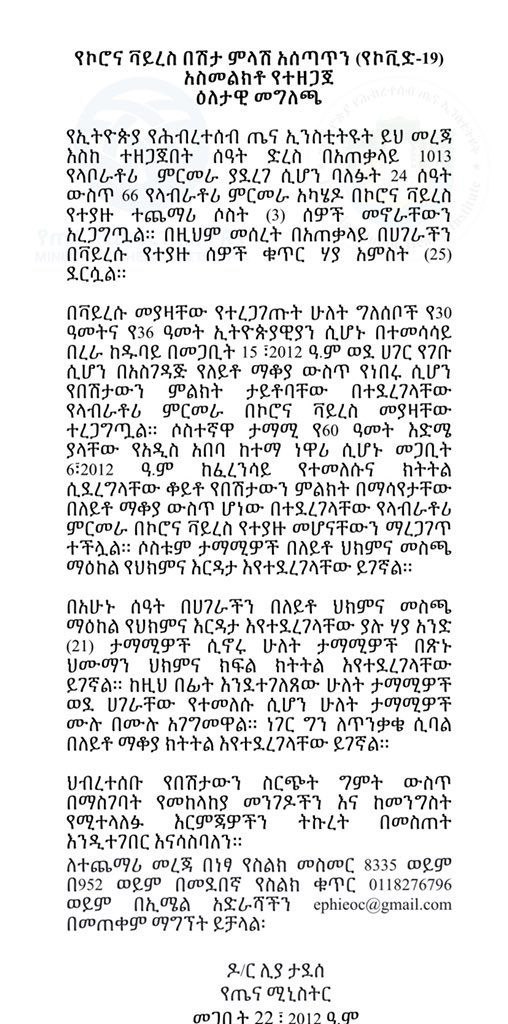 የኮሮና ቫይረስ በሽታ ምላሽ አሰጣጥን (የኮቪድ-19)
አስመልክቶ የተዘጋጀ
ዕለታዊ መግለጫ
የኢትዮጵያ የሕብረተሰብ ጤና ኢንስቲትዩት ይህ መረጃ
እስከ ተዘጋጀበት ሰዓት ድረስ በአጠቃላይ 1013
የላቦራቶሪ ምርመራ ያደረገ ሲሆን ባለፉት 24 ሰዓት
ውስጥ 66 የላብራቶሪ ምርመራ አካሄዶ በኮሮና ቫይረስ
የተያዙ ተጨማሪ ሶስት (3) ሰዎች መኖራቸውን
አረጋግጧል። በዚህም መሰረት በአጠቃላይ በሀገራችን
በቫይረሱ የተያዙ ሰዎች ቁጥር ሃያ አምስት (25)
ደርሷል።
በቫይረሱ መያዛቸው የተረጋገጡት ሁለት ግለሰቦች የ30
ዓመትና የ36 ዓመት ኢትዮጵያዊያን ሲሆኑ በተመሳሳይ
በረራ ከዱባይ በመጋቢት 15 ፣2012 ዓ.ም ወደ ሀገር የገቡ
ሲሆን በአስገዳጅ የለይቶ ማቆያ ውስጥ የነበሩ ሲሆን
የበሽታውን ምልክት ታይቶባቸው በተደረገላቸው
የላብራቶሪ ምርመራ በኮሮና ቫይረስ መያዛቸው
ተረጋግጧል። ሶስተኛዋ ታማሚ የ60 ዓመት እድሜ
ያላቸው የአዲስ አበባ ከተማ ነዋሪ ሲሆኑ መጋቢት
6፣2012 ዓ.ም ከፈረንሳይ የተመለሱና ክትትል
ሲደረግላቸው ቆይቶ የበሽታውን ምልክት በማሳየታቸው
በለይቶ ማቆያ ውስጥ ሆነው በተደረገላቸው የላብራቶሪ
ምርመራ በኮሮና ቫይረስ የተያዙ መሆናቸውን ማረጋገጥ
ተችሏል። ሶስቱም ታማሚዎች በለይቶ ህክምና መስጫ
ማዕከል የህክምና እርዳታ እየተደረገላቸው ይገኛል።
በአሁኑ ሰዓት በሀገራችን በለይቶ ህክምና መስጫ
ማዕከል የህክምና እርዳታ እየተደረገላቸው ያሉ ሃያ አንድ
(21) ታማሚዎች ሲኖሩ ሁለት ታማሚዎች በጽኑ
ህሙማን ህክምና ክፍል ክትትል እየተደረገላቸው
ይገኛል። ከዚህ በፊት እንደተገለጸው ሁለት ታማሚዎች
ወደ ሀገራቸው የተመለሱ ሲሆን ሁለት ታማሚዎች
ሙሉ በሙሉ አገግመዋል። ነገር ግን ለጥንቃቄ ሲባል
በለይቶ ማቆያ ክትትል እየተደረገላቸው ይገኛል።
ህብረተሰቡ የበሽታውን ስርጭት ግምት ውስጥ
በማስገባት የመከላከያ መንገዶችን እና ከመንግስት
የሚተላለፉ እርምጃዎችን ትኩረት በመስጠት
እንዲተገበር እናሳስባለን።
ለተጨማሪ መረጃ በነፃ የስልክ መስመር 8335 ወይም
በ952 ወይም በመደበኛ የስልክ ቁጥር 0118276796
ወይም በኢሜል አድራሻችን ephieoc@gmail.com
በመጠቀም ማግኘት ይቻላል፡
ዶ/ር ሊያ ታደሰ
የጤና ሚኒስትር
መጋቢት 22 ፣ 2012 ዓ.ም